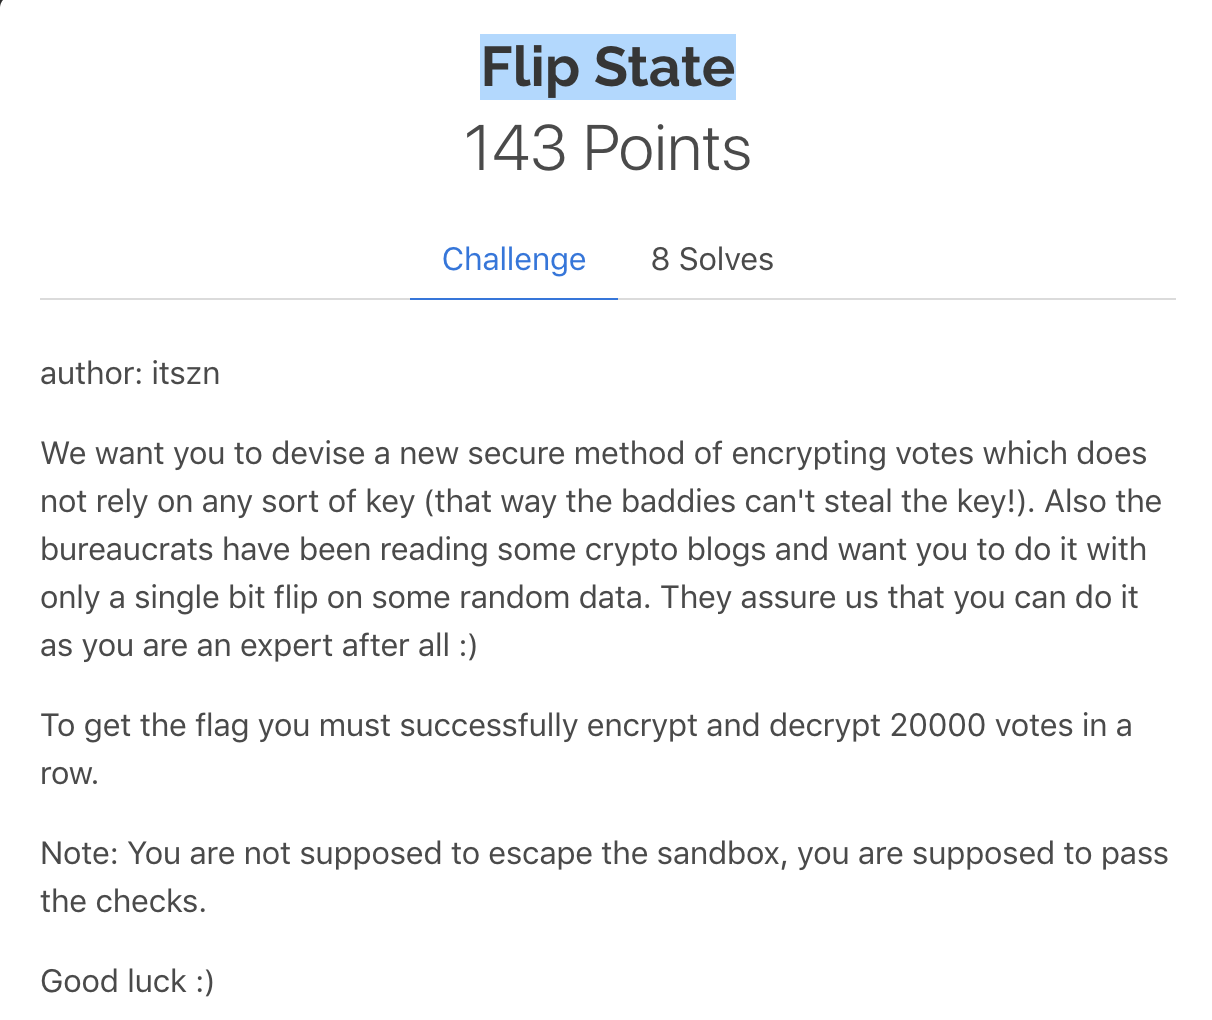 Flip State
143 Points
Challenge
8 Solves
author: itszn
We want you to devise a new secure method of encrypting votes which does
not rely on any sort of key (that way the baddies can't steal the key!). Also the
bureaucrats have been reading some crypto blogs and want you to do it with
only a single bit flip on some random data. They assure us that you can do it
as you are an expert after all :)
To get the flag you must successfully encrypt and decrypt 20000 votes in a
row.
Note: You are not supposed to escape the sandbox, you are supposed to pass
the checks.
Good luck :)